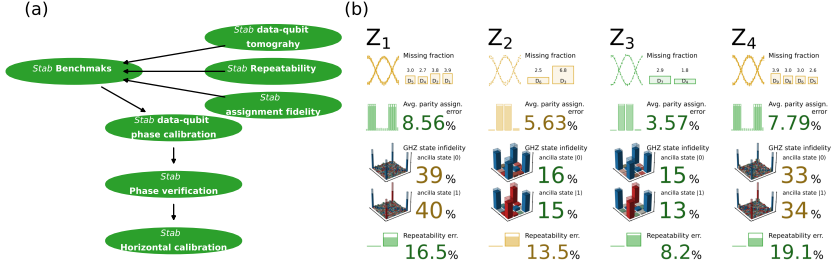 (a)
Stab data-qubit
tomograhy
Stab Benchmaks
Stab Repeatability
Stab
assignment fidelity
Stab data-qubit
phase calibration
Stab
Phase verification
Stab
Horizontal calibration
(b)
Z1
Missing fraction
3.0 2.7 3.8 3.9
Avg. parity assign.
error
8.56%
GHZ state infidelity
ancilla state |0⟩
39%
ancilla state |1⟩
40%
Repeatability err.
16.5%
Z2
Missing fraction
2.5 6.8
Avg. parity assign.
error
5.63%
GHZ state infidelity
ancilla state |0⟩
16%
ancilla state |1⟩
15%
Repeatability err.
13.5%
Z3
Missing fraction
2.9 1.8
Avg. parity assign.
error
3.57%
GHZ state infidelity
ancilla state |0⟩
15%
ancilla state |1⟩
13%
Repeatability err.
8.2%
Z4
Missing fraction
3.9 3.0 3.0 2.6
Avg. parity assign.
error
7.79%
GHZ state infidelity
ancilla state |0⟩
33%
ancilla state |1⟩
34%
Repeatability err.
19.1%